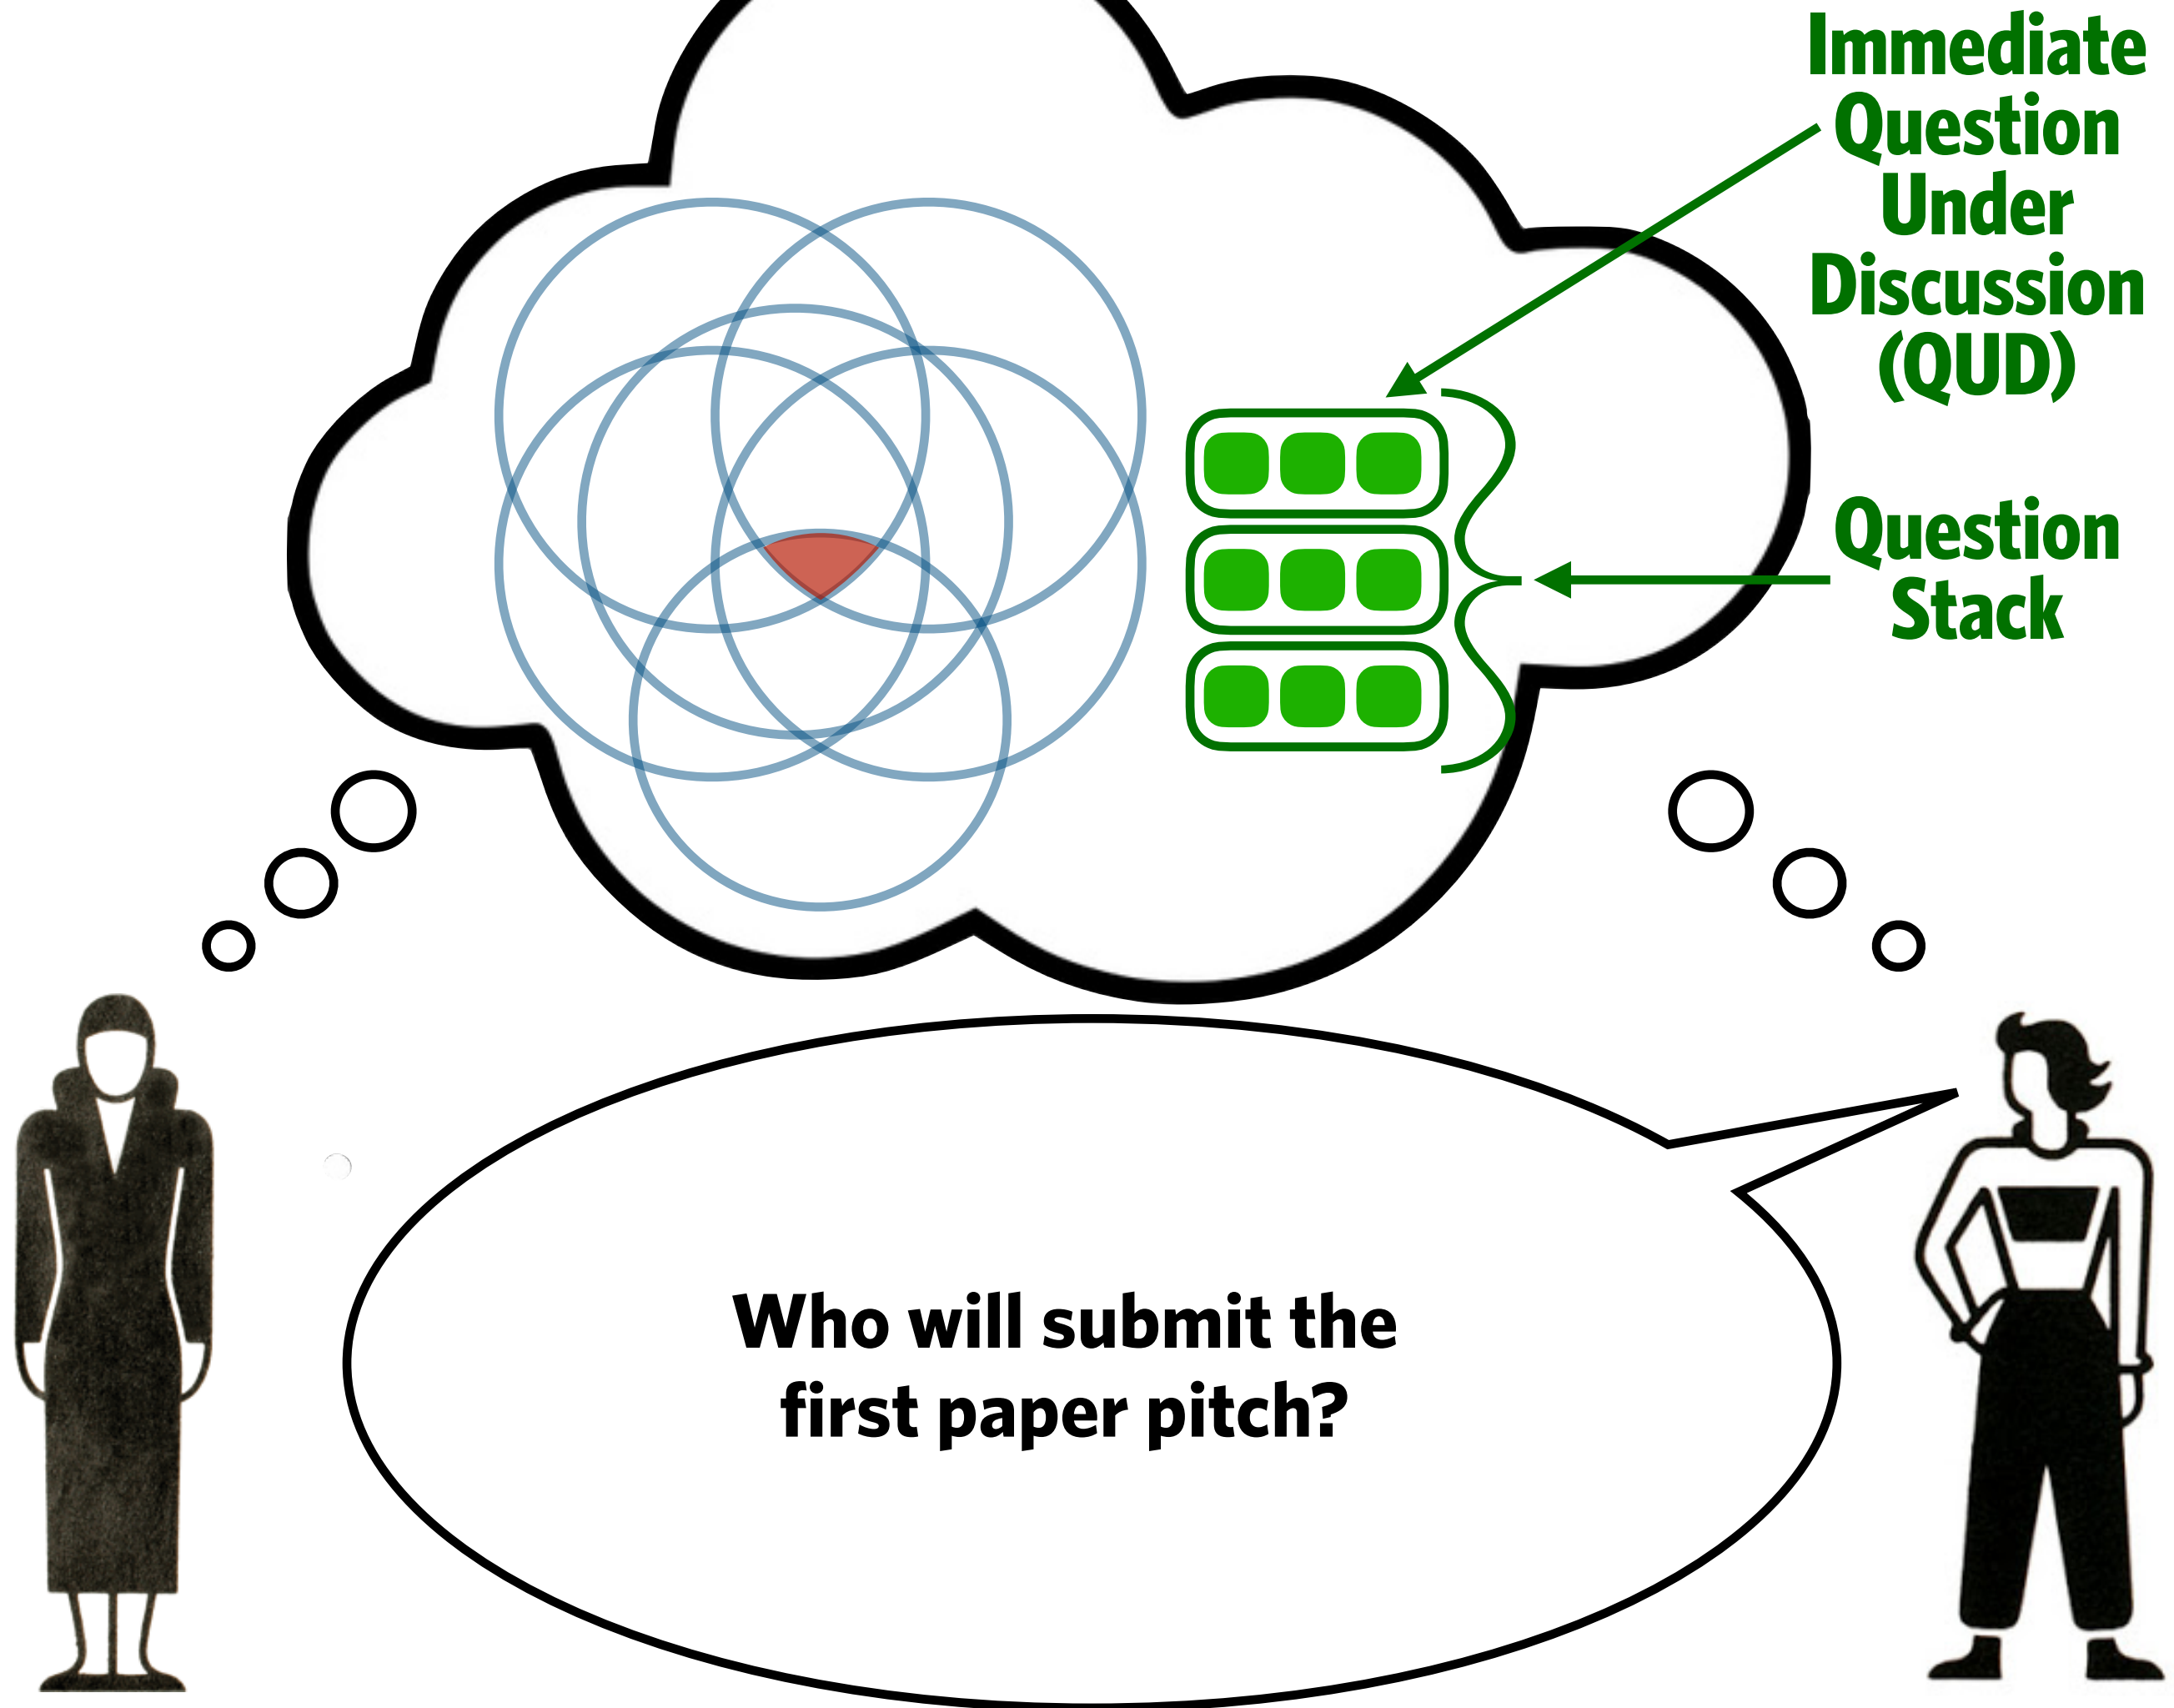 Immediate
Question
Under
Discussion
(QUD)
Question
Stack
Who will submit the
first paper pitch?